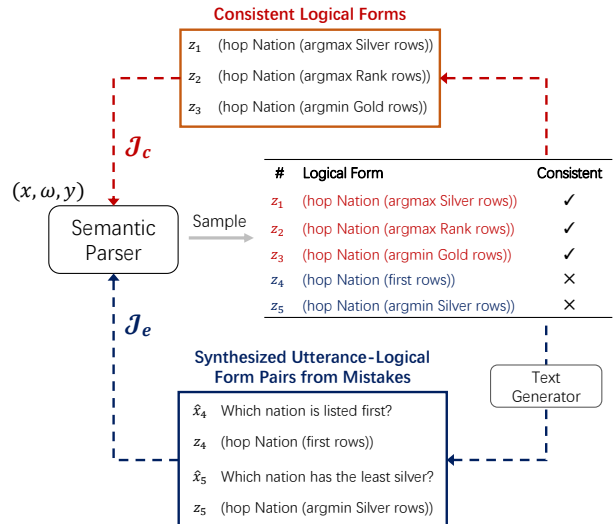 Consistent Logical Forms
z₁ (hop Nation (argmax Silver rows))
z₂ (hop Nation (argmax Rank rows))
z₃ (hop Nation (argmin Gold rows))
𝒥_c
(x, ω, y)
Semantic
Parser
Sample
# Logical Form Consistent
z₁ (hop Nation (argmax Silver rows)) ✓
z₂ (hop Nation (argmax Rank rows)) ✓
z₃ (hop Nation (argmin Gold rows)) ✓
z₄ (hop Nation (first rows)) ×
z₅ (hop Nation (argmin Silver rows)) ×
𝒥_e
Synthesized Utterance-Logical
Form Pairs from Mistakes
Text
Generator
x̂₄ Which nation is listed first?
z₄ (hop Nation (first rows))
x̂₅ Which nation has the least silver?
z₅ (hop Nation (argmin Silver rows))